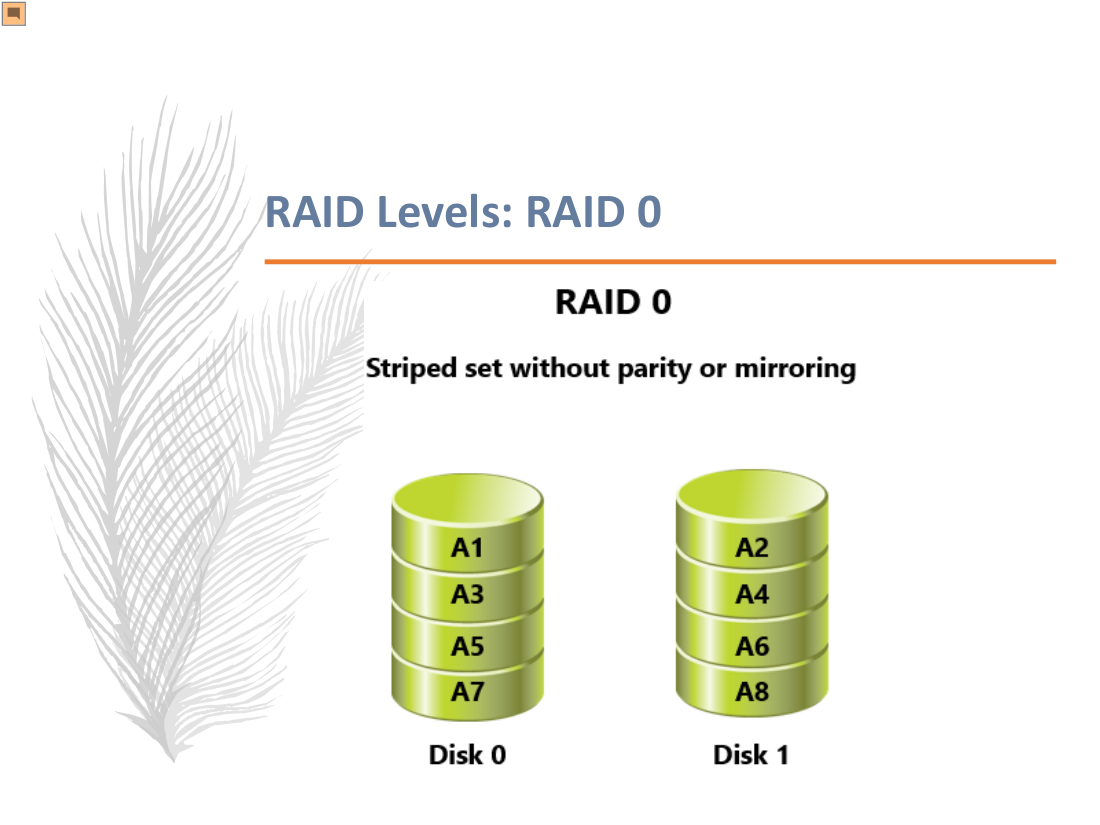 RAID Levels: RAID 0
RAID 0
Striped set without parity or mirroring
A1
A3
A5
A7
Disk 0
A2
A4
A6
A8
Disk 1